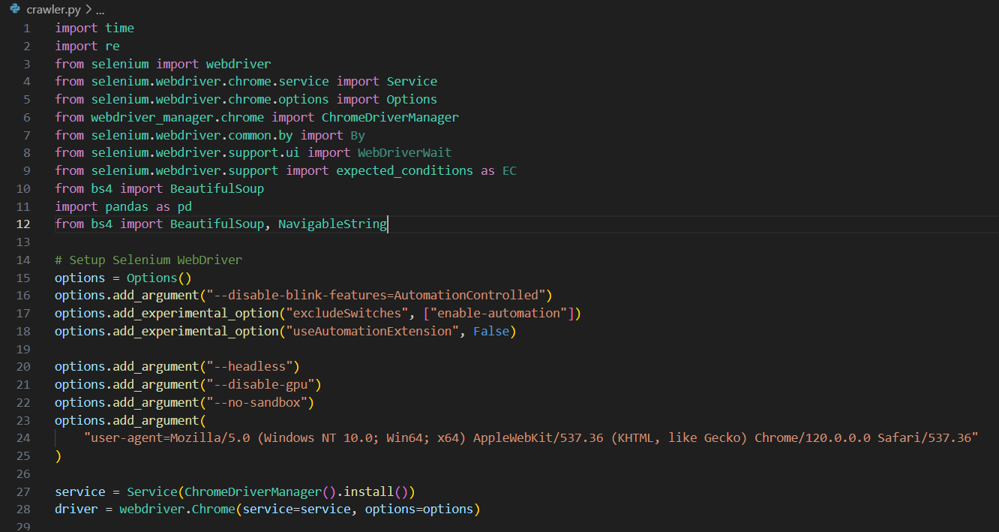 crawler.py > ...
1 import time
2 import re
3 from selenium import webdriver
4 from selenium.webdriver.chrome.service import Service
5 from selenium.webdriver.chrome.options import Options
6 from webdriver_manager.chrome import ChromeDriverManager
7 from selenium.webdriver.common.by import By
8 from selenium.webdriver.support.ui import WebDriverWait
9 from selenium.webdriver.support import expected_conditions as EC
10 from bs4 import BeautifulSoup
11 import pandas as pd
12 from bs4 import BeautifulSoup, NavigableString
13
14 # Setup Selenium WebDriver
15 options = Options()
16 options.add_argument("--disable-blink-features=AutomationControlled")
17 options.add_experimental_option("excludeSwitches", ["enable-automation"])
18 options.add_experimental_option("useAutomationExtension", False)
19
20 options.add_argument("--headless")
21 options.add_argument("--disable-gpu")
22 options.add_argument("--no-sandbox")
23 options.add_argument(
24     "user-agent=Mozilla/5.0 (Windows NT 10.0; Win64; x64) AppleWebKit/537.36 (KHTML, like Gecko) Chrome/120.0.0.0 Safari/537.36"
25 )
26
27 service = Service(ChromeDriverManager().install())
28 driver = webdriver.Chrome(service=service, options=options)
29